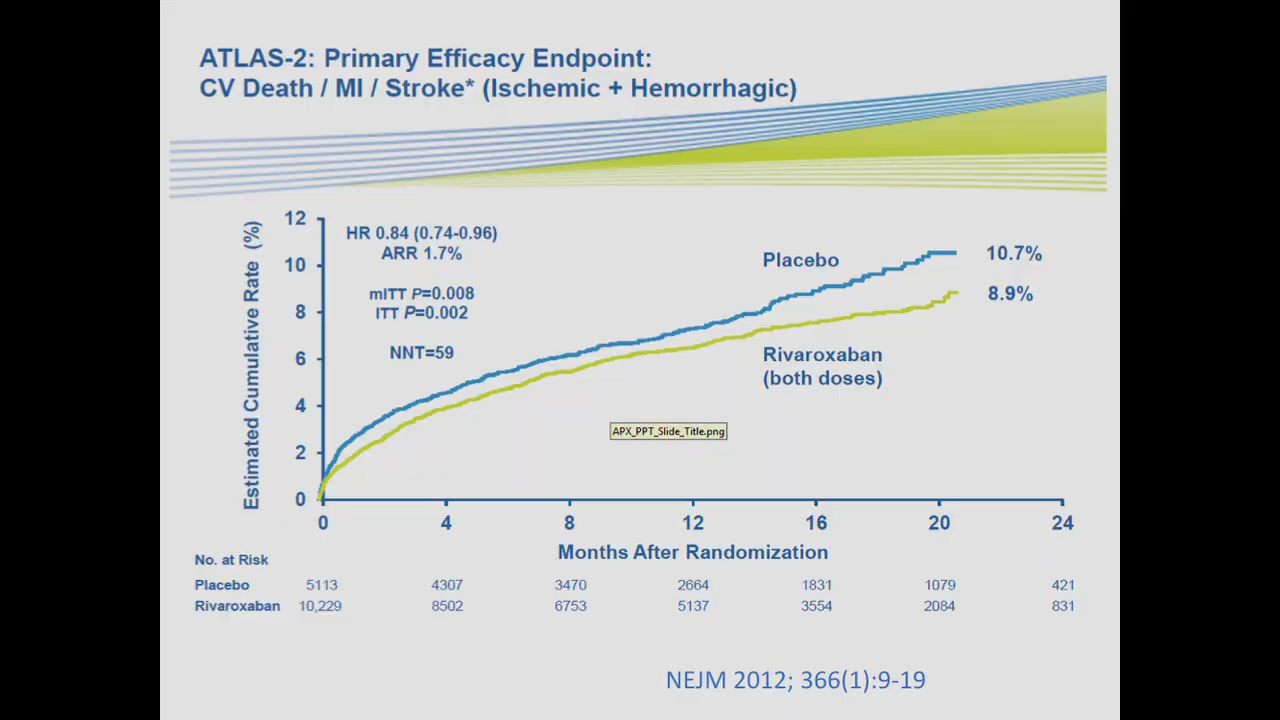 ATLAS-2: Primary Efficacy Endpoint:
CV Death / MI / Stroke* (Ischemic + Hemorrhagic)
Estimated Cumulative Rate (%)
12
10
8
6
4
2
0
HR 0.84 (0.74-0.96)
ARR 1.7%
mITT P=0.008
ITT P=0.002
NNT=59
Placebo
10.7%
8.9%
Rivaroxaban
(both doses)
APX_PPT_Slide_Title.png
0 4 8 12 16 20 24
Months After Randomization
No. at Risk
Placebo 5113 4307 3470 2664 1831 1079 421
Rivaroxaban 10,229 8502 6753 5137 3554 2084 831
NEJM 2012; 366(1):9-19